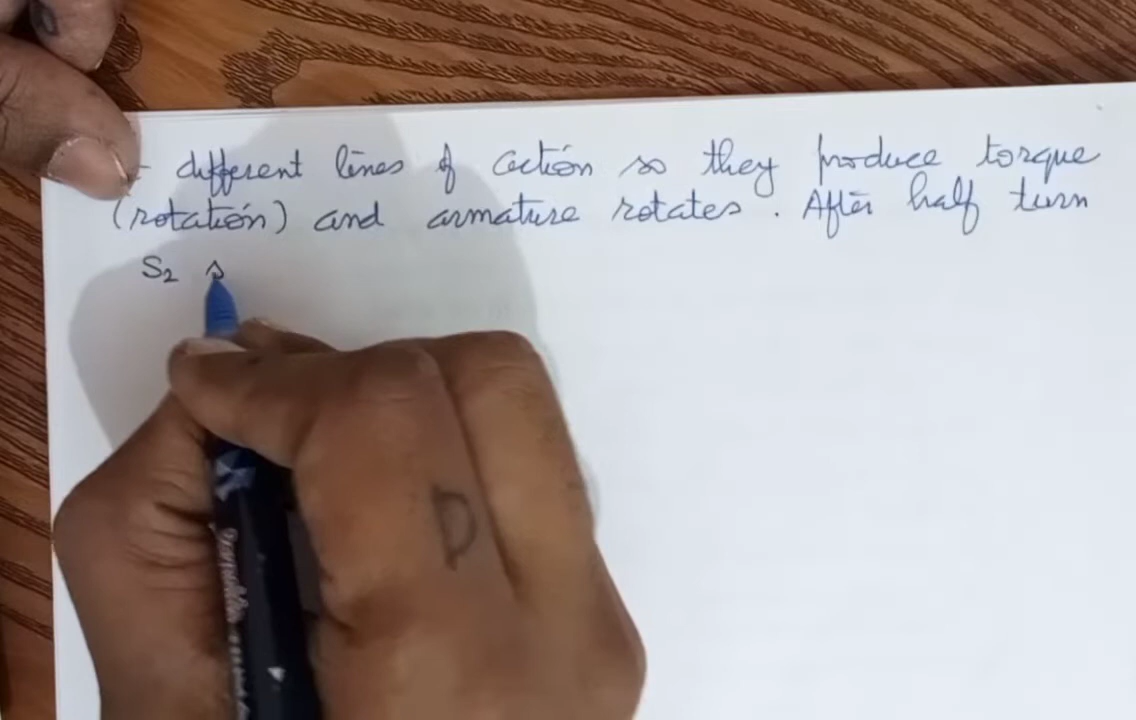 different lines of action so they produce torque
(rotation) and armature rotates. After half turn
S2 s
D